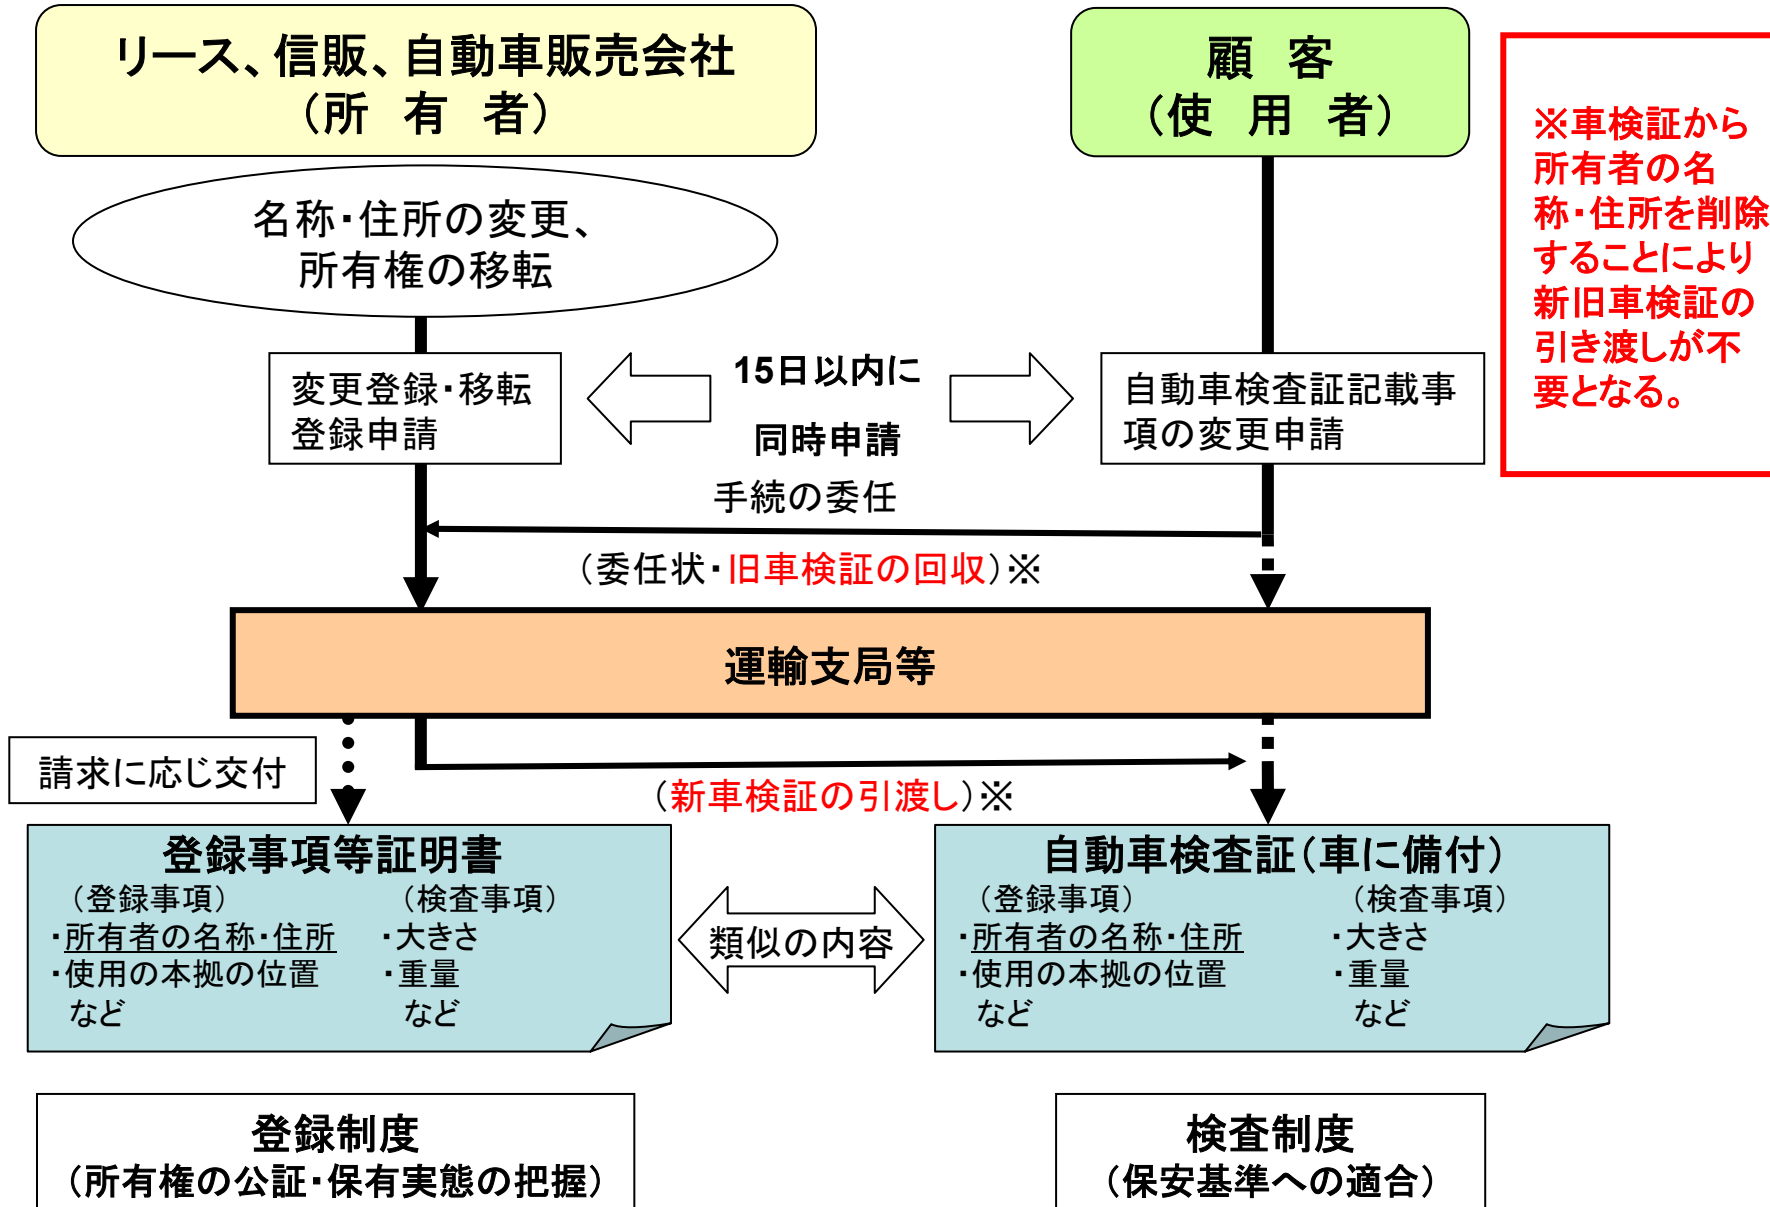 リース、信販、自動車販売会社
（所　有　者）
顧　客
（使　用　者）
※車検証から
所有者の名
称・住所を削除
することにより
新旧車検証の
引き渡しが不
要となる。
名称・住所の変更、
所有権の移転
変更登録・移転
登録申請
15日以内に
同時申請
自動車検査証記載事
項の変更申請
手続の委任
（委任状・旧車検証の回収）※
運輸支局等
請求に応じ交付
（新車検証の引渡し）※
登録事項等証明書
（登録事項）　（検査事項）
・所有者の名称・住所　・大きさ
・使用の本拠の位置　・重量
など　など
類似の内容
自動車検査証（車に備付）
（登録事項）　（検査事項）
・所有者の名称・住所　・大きさ
・使用の本拠の位置　・重量
など　など
登録制度
（所有権の公証・保有実態の把握）
検査制度
（保安基準への適合）